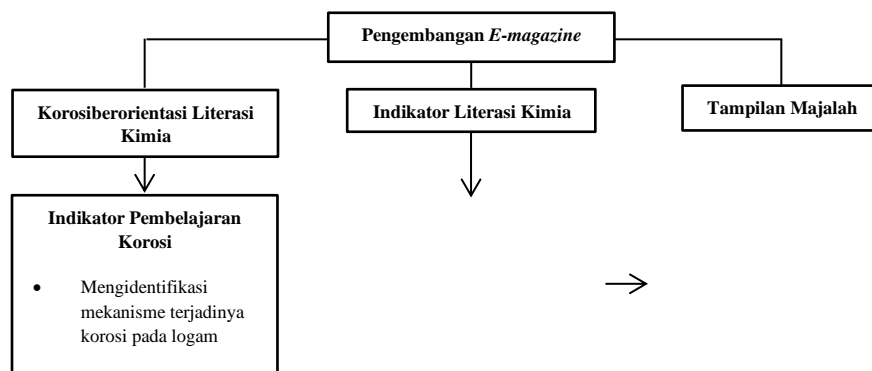 Pengembangan E-magazine
Korosiberorientasi Literasi
Kimia
Indikator Literasi Kimia
Tampilan Majalah
Indikator Pembelajaran
Korosi
• Mengidentifikasi
mekanisme terjadinya
korosi pada logam